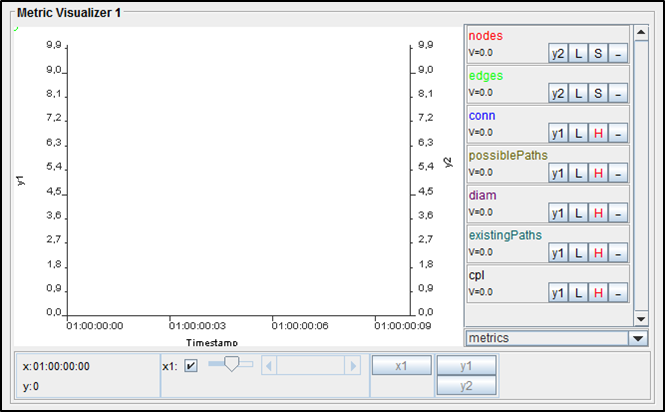 Metric Visualizer 1
9,9
9,0
8,1
7,2
6,3
5,4
4,5
3,6
2,7
1,8
0,9
0,0
y1
9,9
9,0
8,1
7,2
6,3
5,4
4,5
3,6
2,7
1,8
0,9
0,0
y2
01:00:00:00 01:00:00:03 01:00:00:06 01:00:00:09
Timestamp
nodes
V=0.0 y2 L S -
edges
V=0.0 y2 L S -
conn
V=0.0 y1 L H -
possiblePaths
V=0.0 y1 L H -
diam
V=0.0 y1 L H -
existingPaths
V=0.0 y1 L H -
cpl
V=0.0 y1 L H -
metrics
x:01:00:00:00 x1: x1 y1
y:0 y2